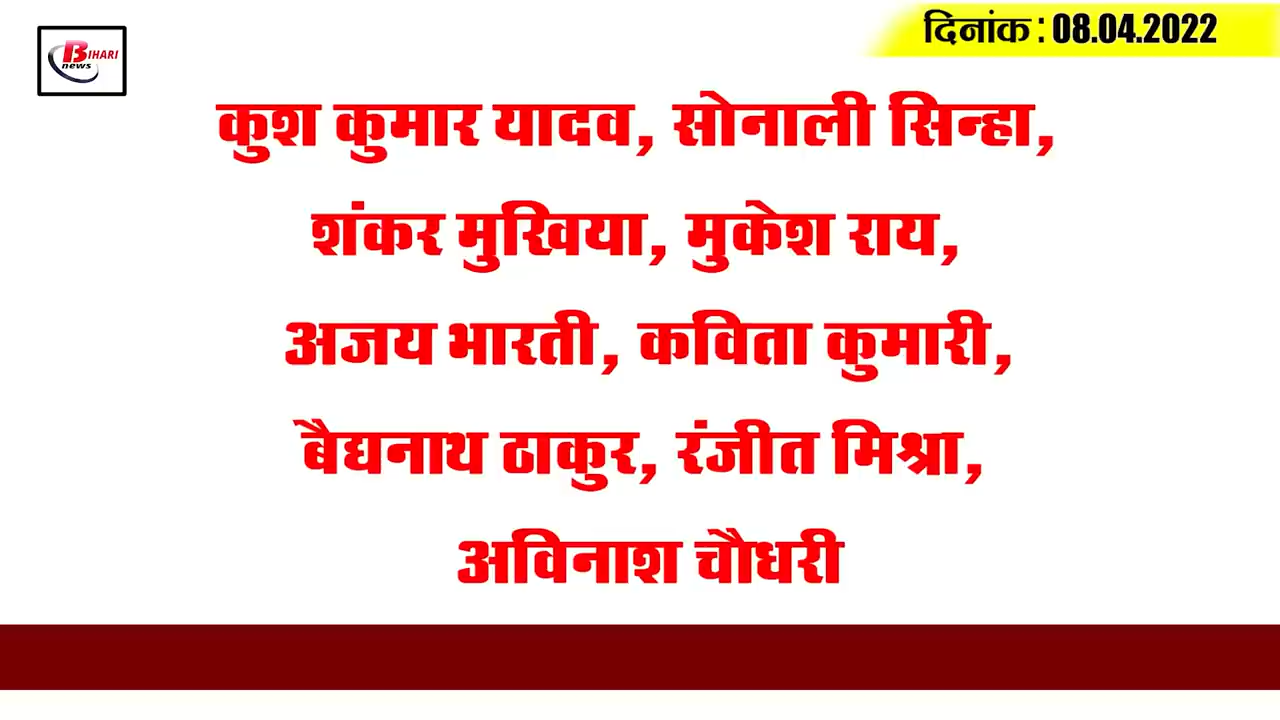 BIHARI
news
दिनांक : 08.04.2022
कुश कुमार यादव, सोनाली सिन्हा,
शंकर मुखिया, मुकेश राय,
अजय भारती, कविता कुमारी,
बैद्यनाथ ठाकुर, रंजीत मिश्रा,
अविनाश चौधरी